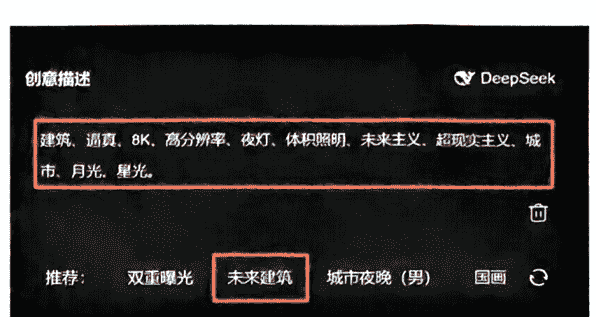 创意描述
DeepSeek
建筑、逼真、8K、高分辨率、夜灯、体积照明、未来主义、超现实主义、城
市、月光、星光。
推荐： 双重曝光 未来建筑 城市夜晚（男） 国画